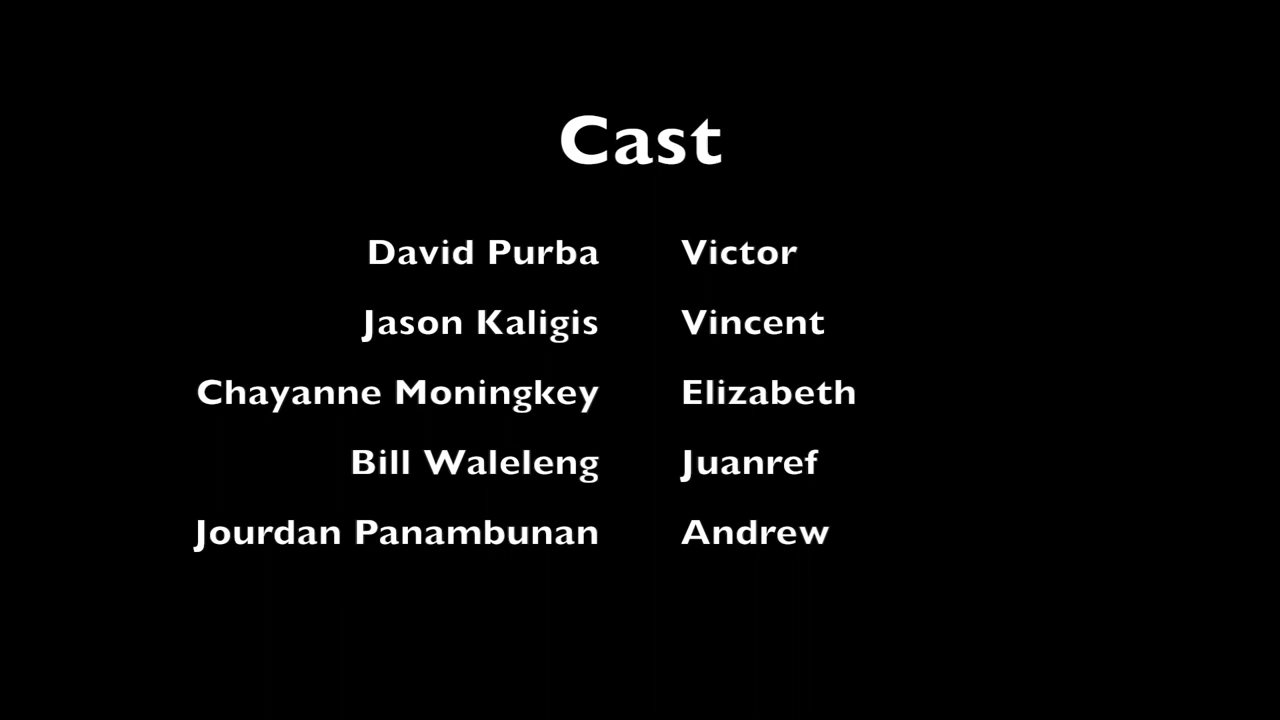 Cast
David Purba Victor
Jason Kaligis Vincent
Chayanne Moningkey Elizabeth
Bill Waleleng Juanref
Jourdan Panambunan Andrew